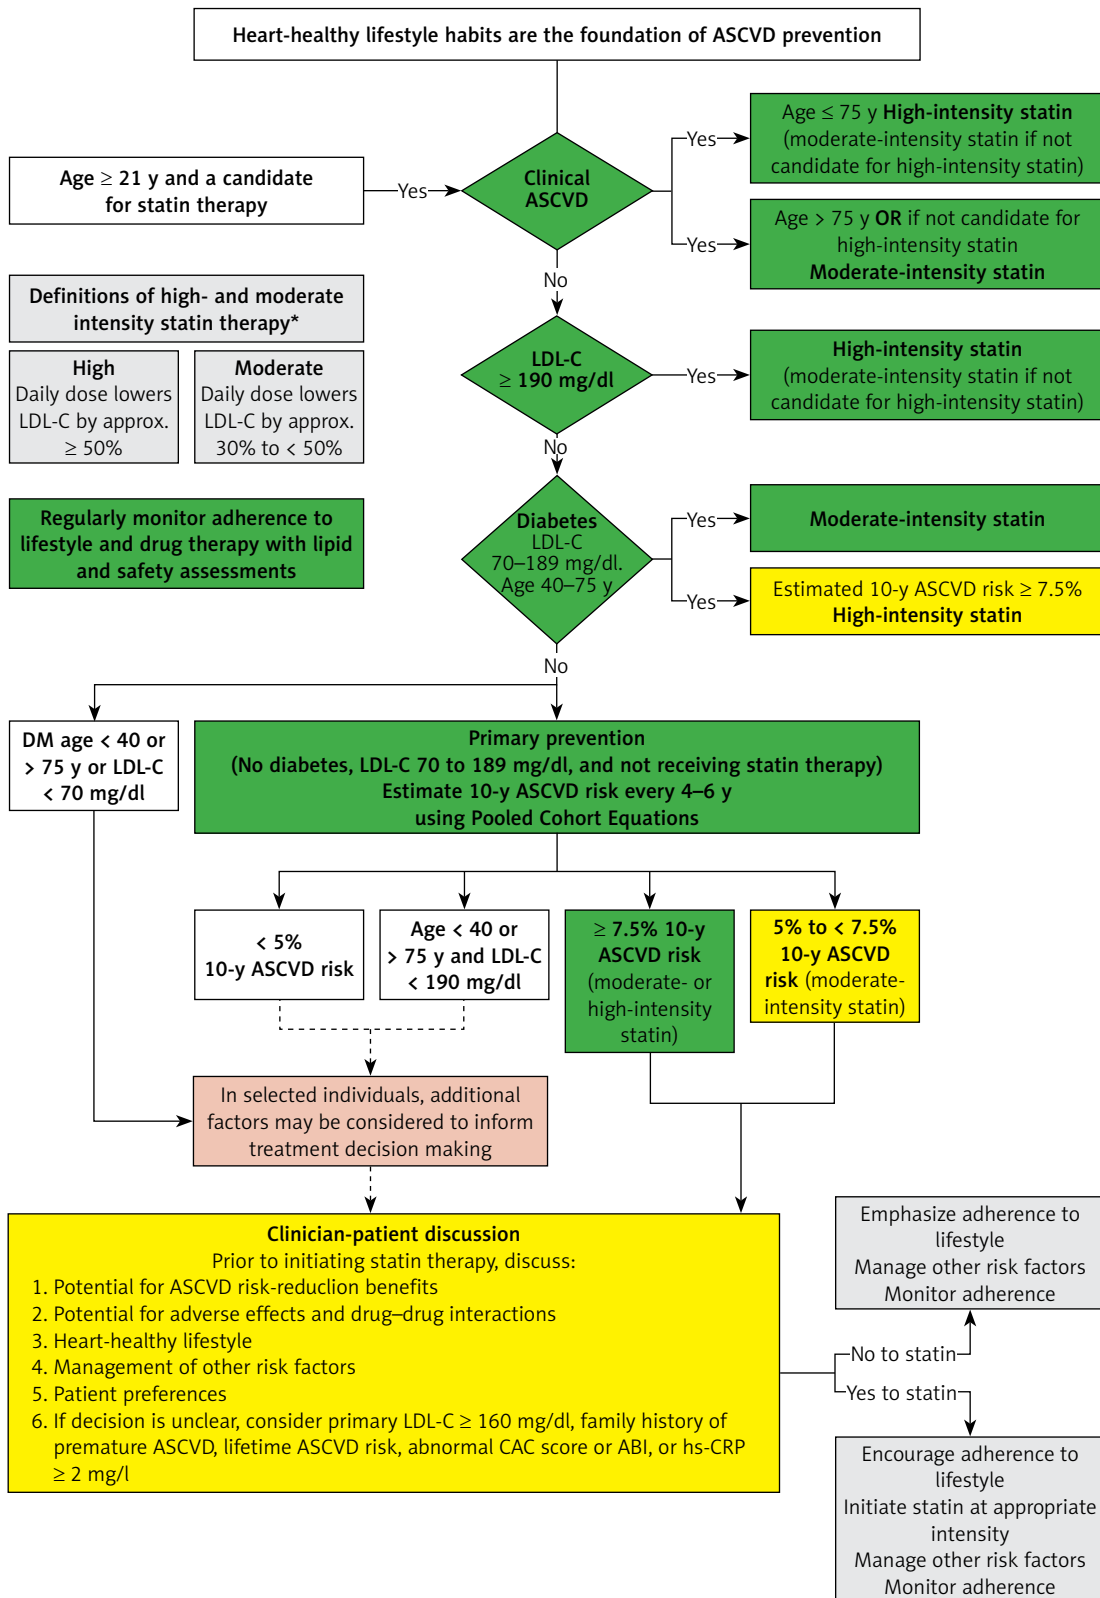 Heart-healthy lifestyle habits are the foundation of ASCVD prevention
Age ≥ 21 y and a candidate
for statin therapy
Yes
Clinical
ASCVD
Yes
Age ≤ 75 y High-intensity statin
(moderate-intensity statin if not
candidate for high-intensity statin)
Yes
Age > 75 y OR if not candidate for
high-intensity statin
Moderate-intensity statin
No
Definitions of high- and moderate
intensity statin therapy*
High
Daily dose lowers
LDL-C by approx.
≥ 50%
Moderate
Daily dose lowers
LDL-C by approx.
30% to < 50%
LDL-C
≥ 190 mg/dl
Yes
High-intensity statin
(moderate-intensity statin if not
candidate for high-intensity statin)
No
Regularly monitor adherence to
lifestyle and drug therapy with lipid
and safety assessments
Diabetes
LDL-C
70–189 mg/dl.
Age 40–75 y
Yes
Moderate-intensity statin
Yes
Estimated 10-y ASCVD risk ≥ 7.5%
High-intensity statin
No
DM age < 40 or
> 75 y or LDL-C
< 70 mg/dl
Primary prevention
(No diabetes, LDL-C 70 to 189 mg/dl, and not receiving statin therapy)
Estimate 10-y ASCVD risk every 4–6 y
using Pooled Cohort Equations
< 5%
10-y ASCVD risk
Age < 40 or
> 75 y and LDL-C
< 190 mg/dl
≥ 7.5% 10-y
ASCVD risk
(moderate- or
high-intensity
statin)
5% to < 7.5%
10-y ASCVD
risk (moderate-
intensity statin)
In selected individuals, additional
factors may be considered to inform
treatment decision making
Clinician-patient discussion
Prior to initiating statin therapy, discuss:
1. Potential for ASCVD risk-reduclion benefits
2. Potential for adverse effects and drug–drug interactions
3. Heart-healthy lifestyle
4. Management of other risk factors
5. Patient preferences
6. If decision is unclear, consider primary LDL-C ≥ 160 mg/dl, family history of
premature ASCVD, lifetime ASCVD risk, abnormal CAC score or ABI, or hs-CRP
≥ 2 mg/l
Emphasize adherence to
lifestyle
Manage other risk factors
Monitor adherence
No to statin
Yes to statin
Encourage adherence to
lifestyle
Initiate statin at appropriate
intensity
Manage other risk factors
Monitor adherence